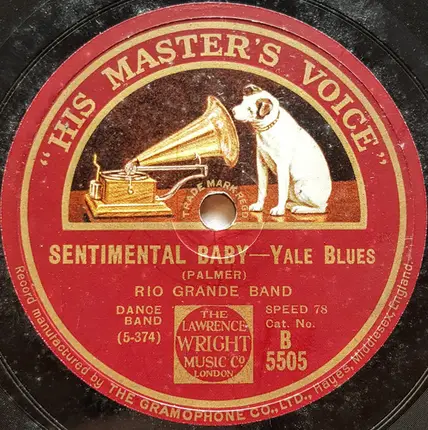 "HIS MASTER'S VOICE"
TRADE MARK REGD
SENTIMENTAL BABY—YALE BLUES
(PALMER)
RIO GRANDE BAND
DANCE
BAND
(5-374)
THE
LAWRENCE-
WRIGHT
MUSIC CO
LONDON
SPEED 78
Cat. No.
B
5505
Record manufactured by THE GRAMOPHONE CO., LTD., Hayes, Middlesex, England.